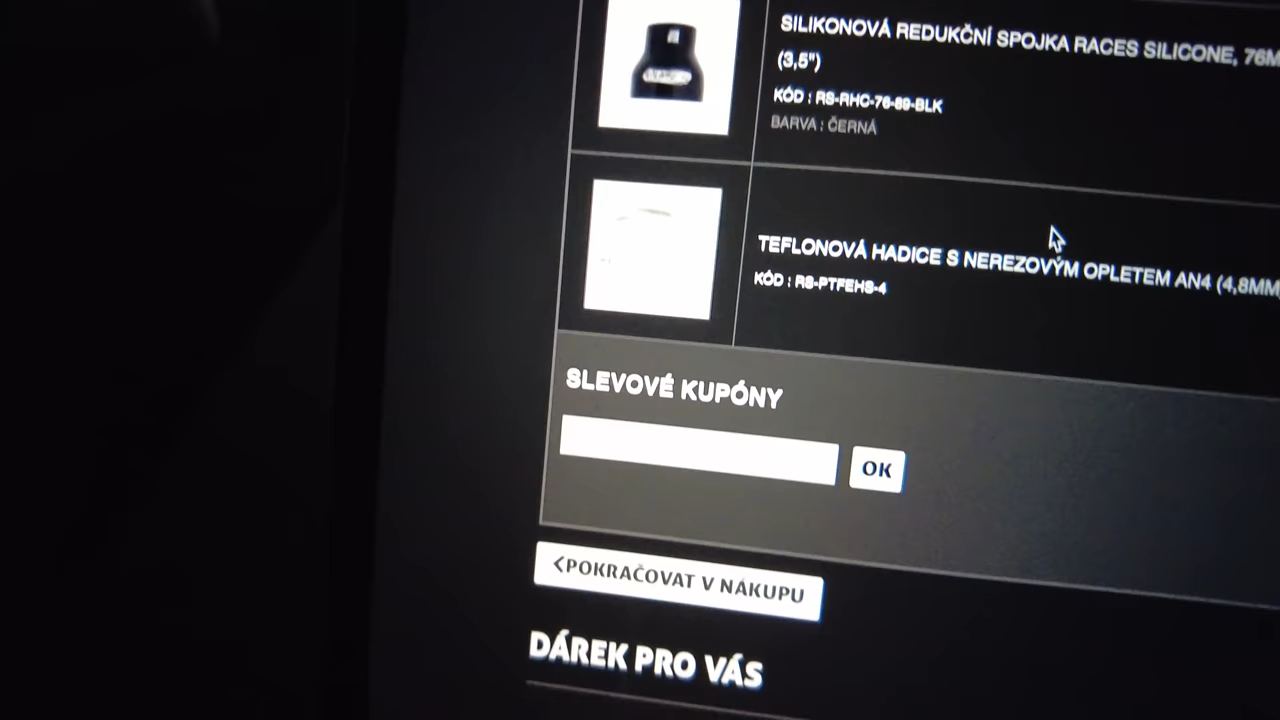 SILIKONOVÁ REDUKČNÍ SPOJKA RACES SILICONE, 76M
(3,5")
KÓD : RS-RHC-76-89-BLK
BARVA : ČERNÁ
TEFLONOVÁ HADICE S NEREZOVÝM OPLETEM AN4 (4,8MM
KÓD : RS-PTFEHS-4
SLEVOVÉ KUPÓNY
OK
<POKRAČOVAT V NÁKUPU
DÁREK PRO VÁS